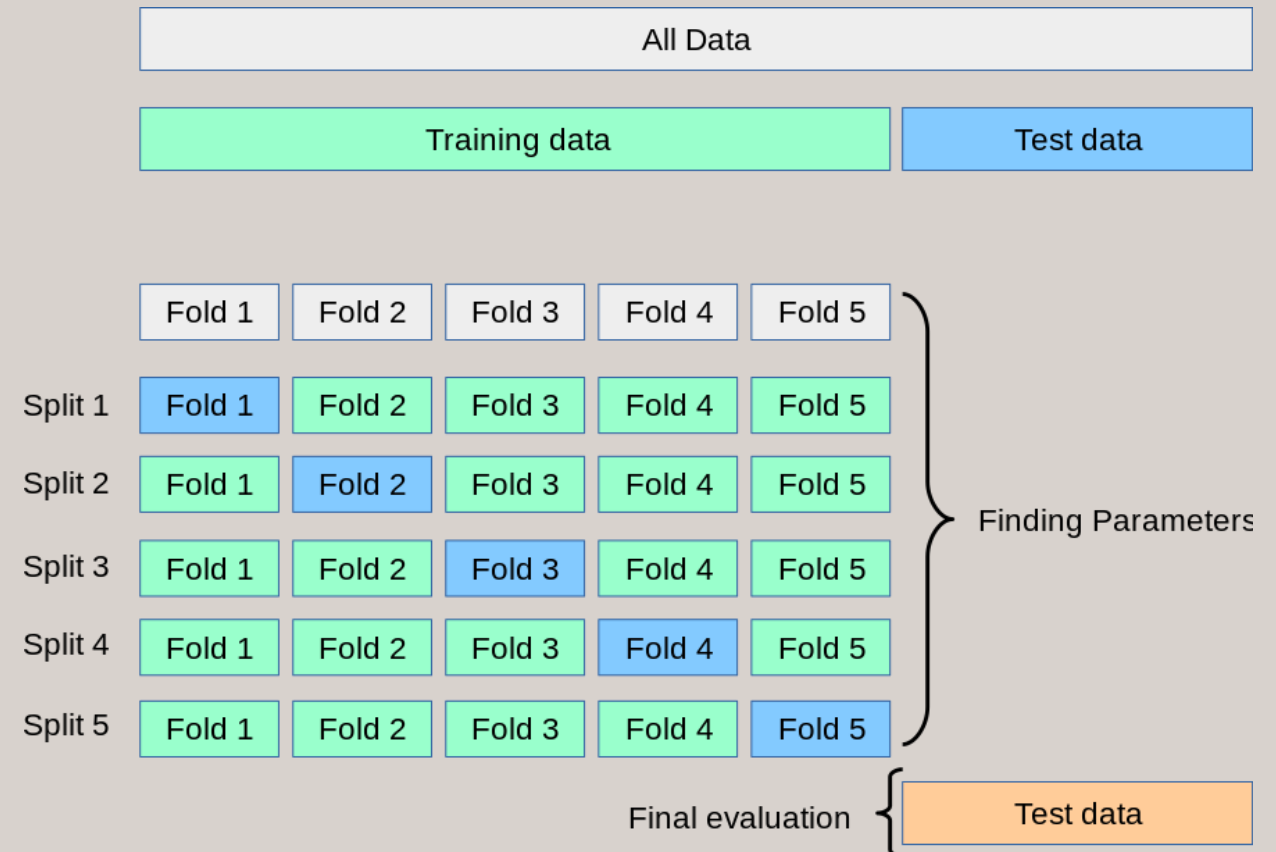 All Data
Training data Test data
Fold 1 Fold 2 Fold 3 Fold 4 Fold 5
Split 1 Fold 1 Fold 2 Fold 3 Fold 4 Fold 5
Split 2 Fold 1 Fold 2 Fold 3 Fold 4 Fold 5
Finding Parameters
Split 3 Fold 1 Fold 2 Fold 3 Fold 4 Fold 5
Split 4 Fold 1 Fold 2 Fold 3 Fold 4 Fold 5
Split 5 Fold 1 Fold 2 Fold 3 Fold 4 Fold 5
Final evaluation Test data